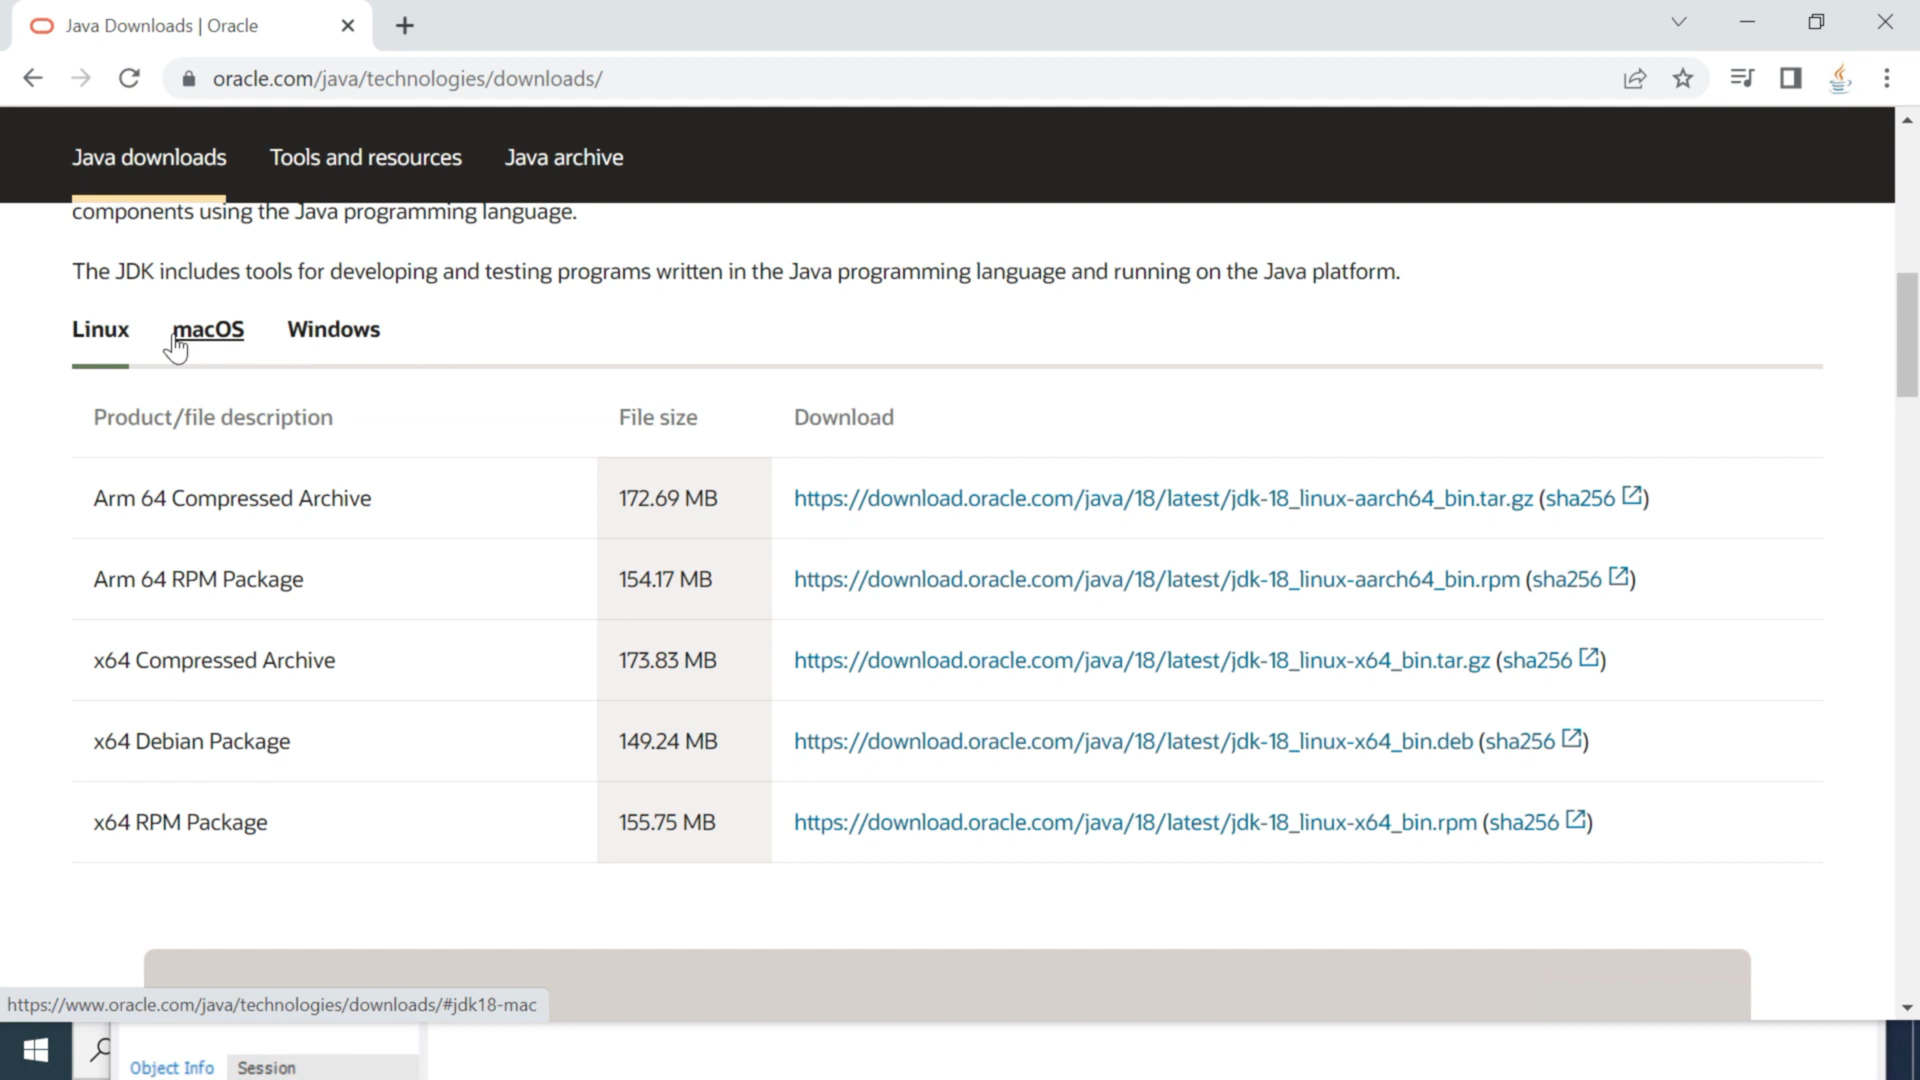 Java Downloads | Oracle
oracle.com/java/technologies/downloads/
Java downloads Tools and resources Java archive
components using the Java programming language.
The JDK includes tools for developing and testing programs written in the Java programming language and running on the Java platform.
Linux macOS Windows
Product/file description File size Download
Arm 64 Compressed Archive 172.69 MB https://download.oracle.com/java/18/latest/jdk-18_linux-aarch64_bin.tar.gz (sha256)
Arm 64 RPM Package 154.17 MB https://download.oracle.com/java/18/latest/jdk-18_linux-aarch64_bin.rpm (sha256)
x64 Compressed Archive 173.83 MB https://download.oracle.com/java/18/latest/jdk-18_linux-x64_bin.tar.gz (sha256)
x64 Debian Package 149.24 MB https://download.oracle.com/java/18/latest/jdk-18_linux-x64_bin.deb (sha256)
x64 RPM Package 155.75 MB https://download.oracle.com/java/18/latest/jdk-18_linux-x64_bin.rpm (sha256)
https://www.oracle.com/java/technologies/downloads/#jdk18-mac
Object Info Session